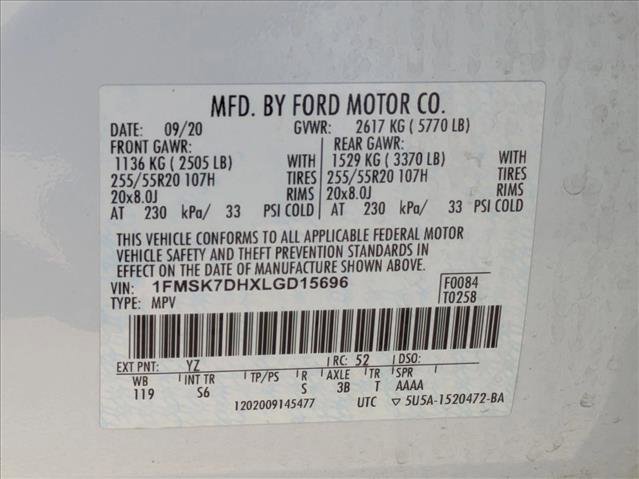 MFD. BY FORD MOTOR CO.
DATE: 09/20 GVWR: 2617 KG ( 5770 LB)
FRONT GAWR: REAR GAWR:
1136 KG ( 2505 LB) WITH 1529 KG ( 3370 LB) WITH
255/55R20 107H TIRES 255/55R20 107H TIRES
20x8.0J RIMS 20x8.0J RIMS
AT 230 kPa/ 33 PSI COLD AT 230 kPa/ 33 PSI COLD
THIS VEHICLE CONFORMS TO ALL APPLICABLE FEDERAL MOTOR
VEHICLE SAFETY AND THEFT PREVENTION STANDARDS IN
EFFECT ON THE DATE OF MANUFACTURE SHOWN ABOVE.
VIN: 1FMSK7DHXLGD15696 F0084
TYPE: MPV T0258
EXT PNT: YZ RC: 52 DSO:
WB INT TR TP/PS R AXLE TR SPR
119 S6 S 3B T AAAA
1202009145477 UTC ▽ 5U5A-1520472-BA